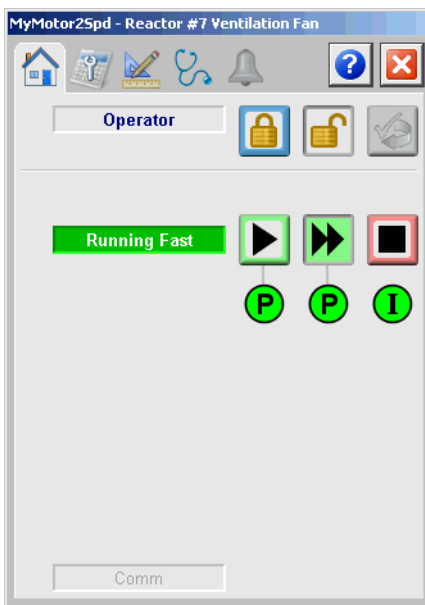 MyMotor2Spd - Reactor #7 Ventilation Fan
?
Operator
Running Fast
P P I
Comm